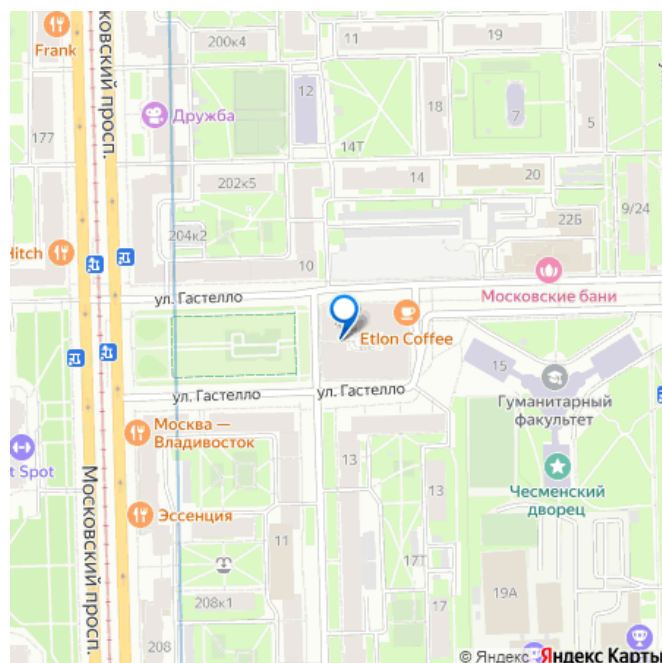 Frank
ковский просп.
200к4
11
19
12
Дружба
18
7
5
177
14Т
202к5
14
20
204к2
22Б
9/24
Hitch
10
ул. Гастелло
Московские бани
Etlon Coffee
15
ул. Гастелло
ул. Гастелло
Гуманитарный
факультет
Москва —
Владивосток
t Spot
13
13
Чесменский
дворец
Московский просп.
Эссенция
11
17Т
19А
208к1
17
208
© Яндекс Яндекс Карты